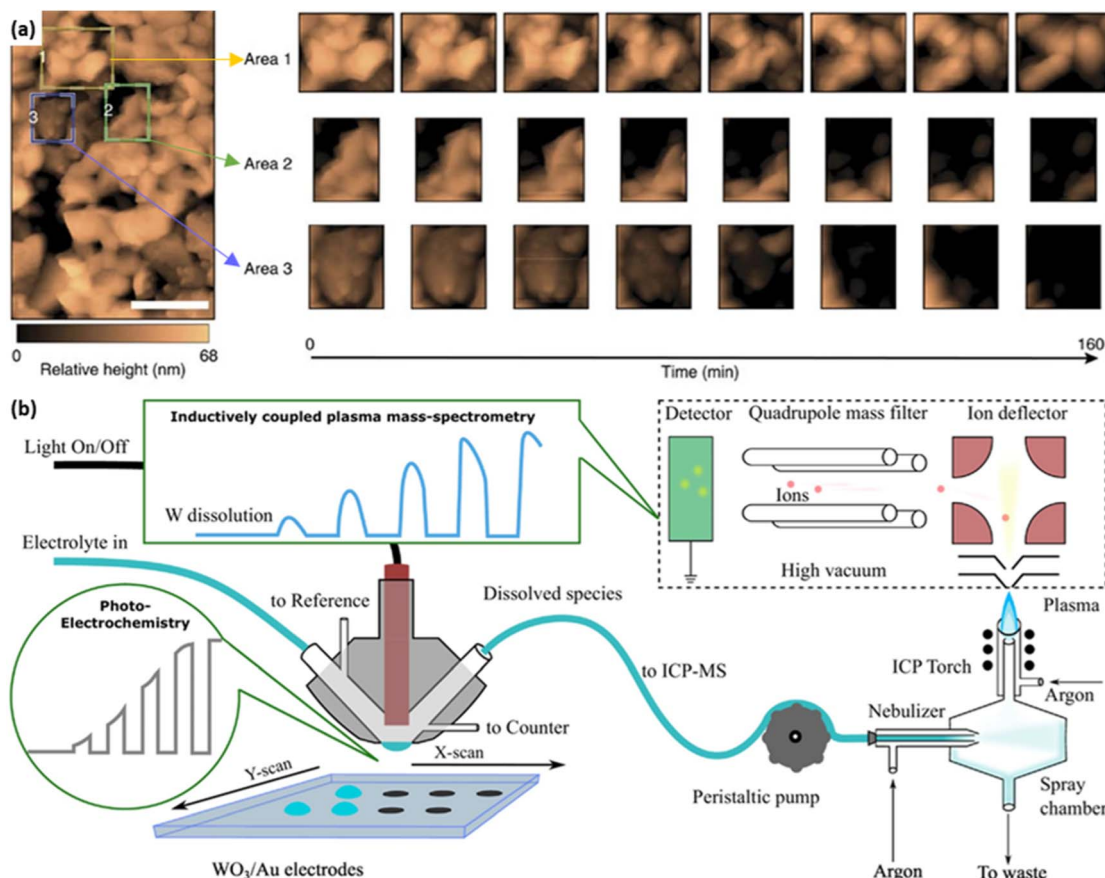 (a)
1
2
3
Area 1
Area 2
Area 3
0
68
Relative height (nm)
0
160
Time (min)
(b)
Inductively coupled plasma mass-spectrometry
Light On/Off
W dissolution
Detector
Quadrupole mass filter
Ion deflector
Ions
High vacuum
Electrolyte in
Photo-
Electrochemistry
to Reference
Dissolved species
to ICP-MS
Plasma
ICP Torch
Argon
Nebulizer
to Counter
X-scan
Y-scan
Peristaltic pump
Spray
chamber
WO₃/Au electrodes
Argon
To waste